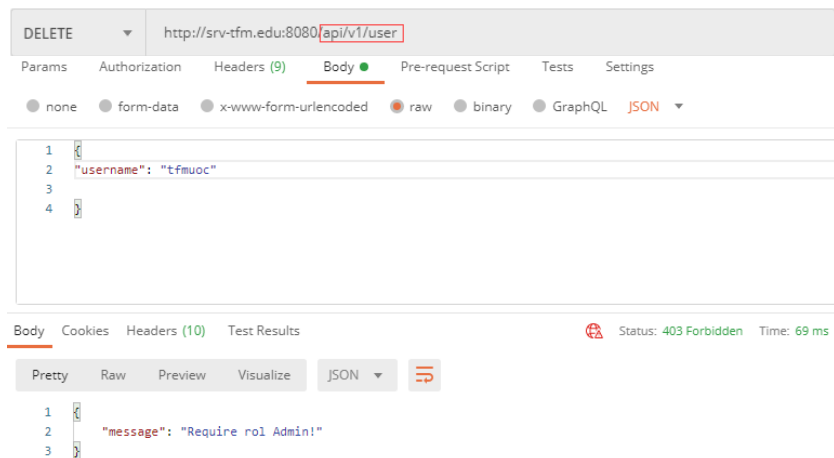 DELETE http://srv-tfm.edu:8080/api/v1/user
Params Authorization Headers (9) Body Pre-request Script Tests Settings
none form-data x-www-form-urlencoded raw binary GraphQL JSON
1 {
2 "username": "tfmuoc"
3
4 }
Body Cookies Headers (10) Test Results Status: 403 Forbidden Time: 69 ms
Pretty Raw Preview Visualize JSON
1 {
2 "message": "Require rol Admin!"
3 }